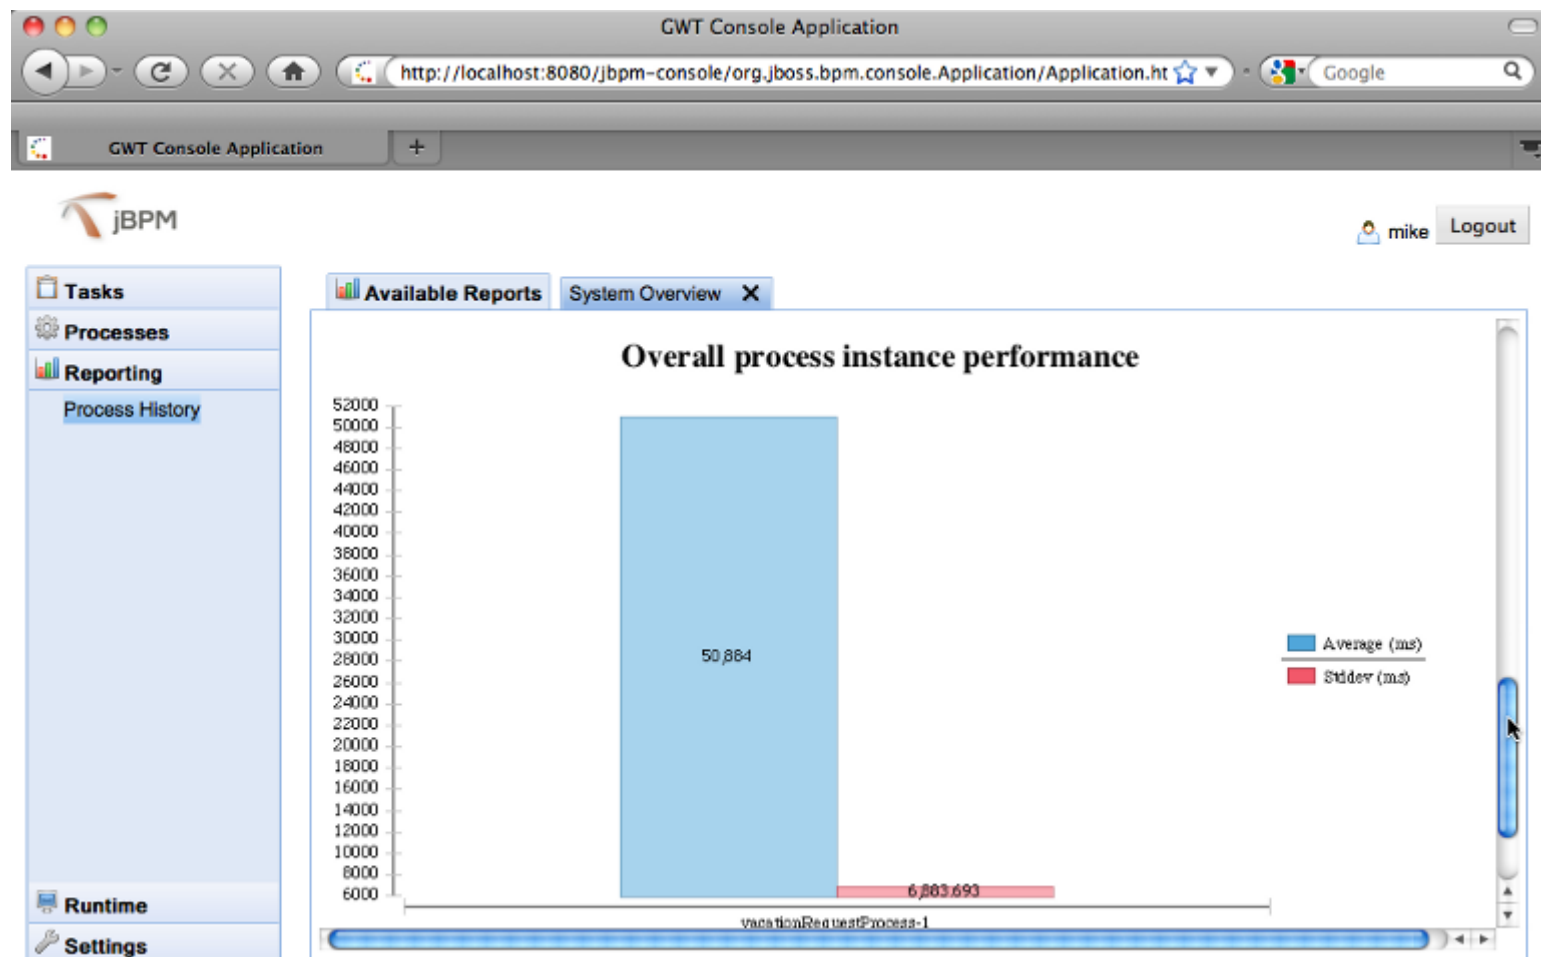 GWT Console Application
http://localhost:8080/jbpm-console/org.jboss.bpm.console.Application/Application.ht
Google
GWT Console Application
+
jBPM
mike
Logout
Tasks
Processes
Reporting
Process History
Runtime
Settings
Available Reports
System Overview
Overall process instance performance
52000
50000
48000
46000
44000
42000
40000
38000
36000
34000
32000
30000
28000
26000
24000
22000
20000
18000
16000
14000
12000
10000
8000
6000
50,884
6,883.693
vacationRequestProcess-1
Average (ms)
Stddev (ms)